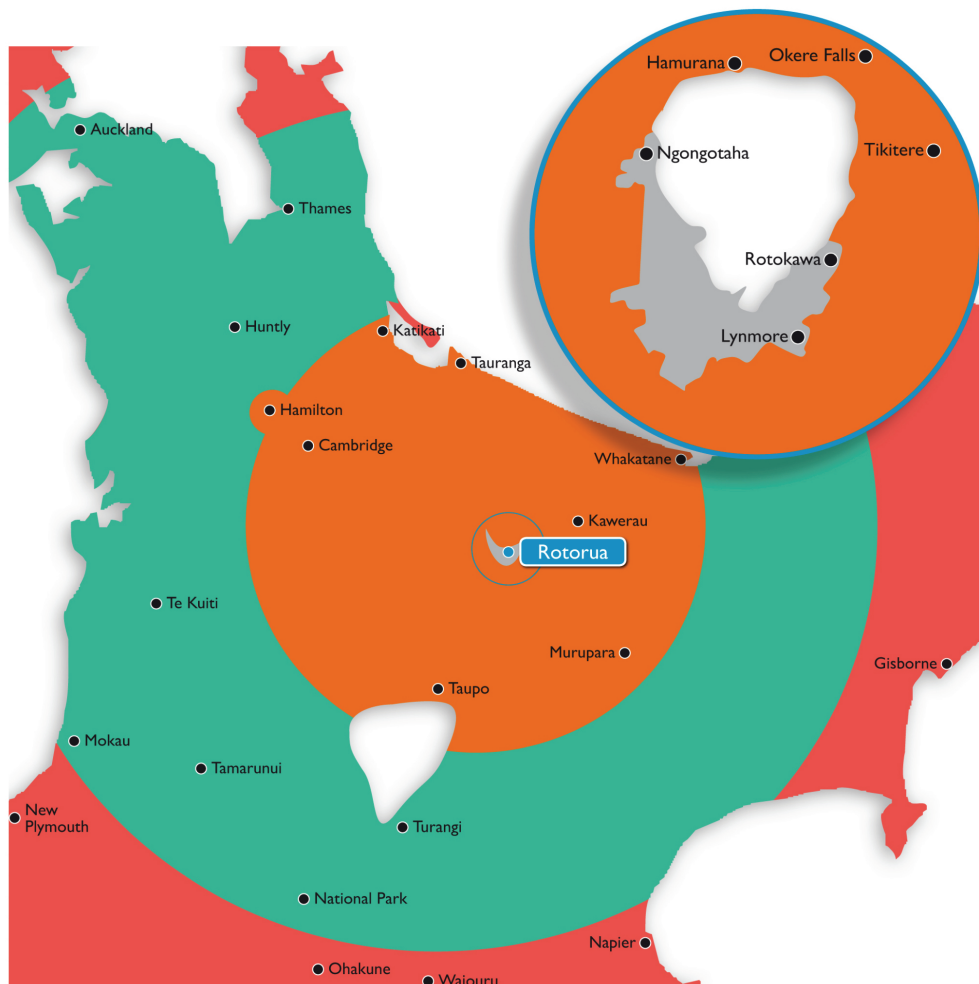 Hamurana
Okere Falls
Auckland
Ngongotaha
Tikitere
Thames
Rotokawa
Huntly
Katikati
Lynmore
Tauranga
Hamilton
Cambridge
Whakatane
Kawerau
Rotorua
Te Kuiti
Murupara
Gisborne
Taupo
Mokau
Tamarunui
New
Plymouth
Turangi
National Park
Napier
Ohakune
Waiouru